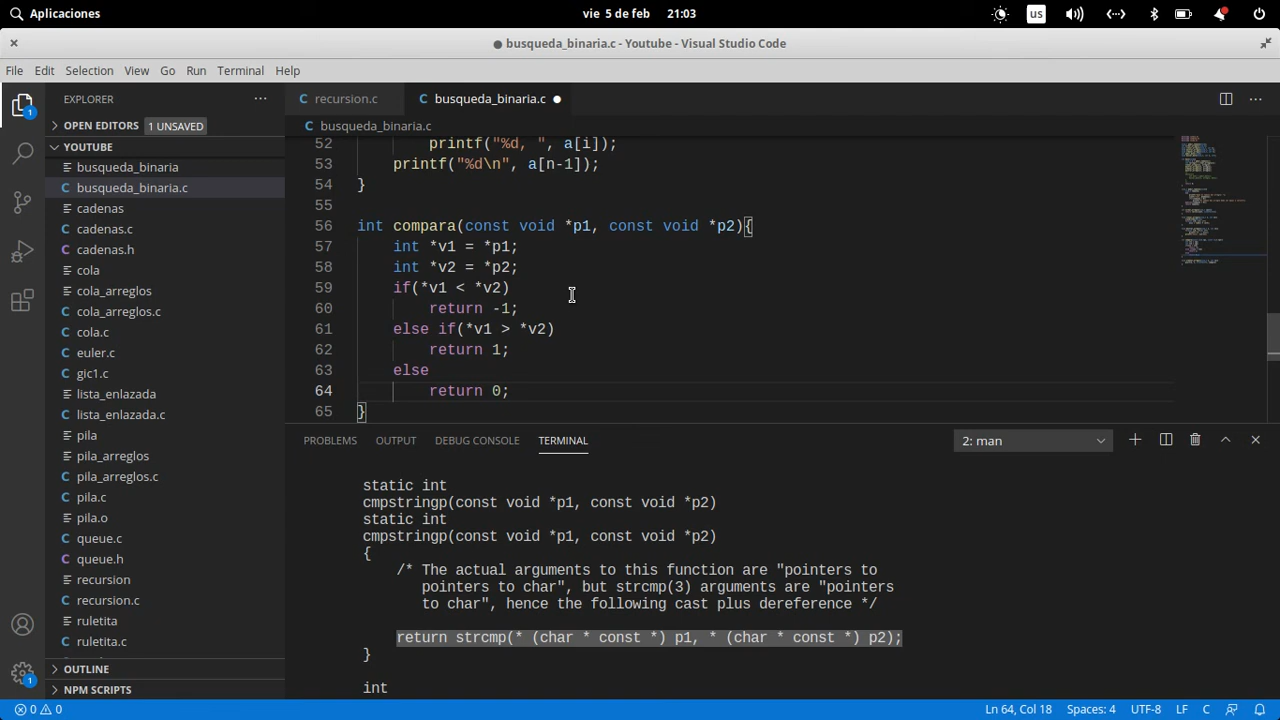 Aplicaciones
vie 5 de feb 21:03
us
busqueda_binaria.c - Youtube - Visual Studio Code
File Edit Selection View Go Run Terminal Help
EXPLORER
OPEN EDITORS 1 UNSAVED
YOUTUBE
busqueda_binaria
busqueda_binaria.c
cadenas
cadenas.c
cadenas.h
cola
cola_arreglos
cola_arreglos.c
cola.c
euler.c
gic1.c
lista_enlazada
lista_enlazada.c
pila
pila_arreglos
pila_arreglos.c
pila.c
pila.o
queue.c
queue.h
recursion
recursion.c
ruletita
ruletita.c
OUTLINE
NPM SCRIPTS
1
1
recursion.c
busqueda_binaria.c
busqueda_binaria.c
52 printf("%d, ", a[i]);
53 printf("%d\n", a[n-1]);
54 }
55
56 int compara(const void *p1, const void *p2){
57 int *v1 = *p1;
58 int *v2 = *p2;
59 if(*v1 < *v2)
60 return -1;
61 else if(*v1 > *v2)
62 return 1;
63 else
64 return 0;
65 }
PROBLEMS OUTPUT DEBUG CONSOLE TERMINAL
2: man
static int
cmpstringp(const void *p1, const void *p2)
static int
cmpstringp(const void *p1, const void *p2)
{
/* The actual arguments to this function are "pointers to
pointers to char", but strcmp(3) arguments are "pointers
to char", hence the following cast plus dereference */
return strcmp(* (char * const *) p1, * (char * const *) p2);
}
int
0 0
Ln 64, Col 18 Spaces: 4 UTF-8 LF C